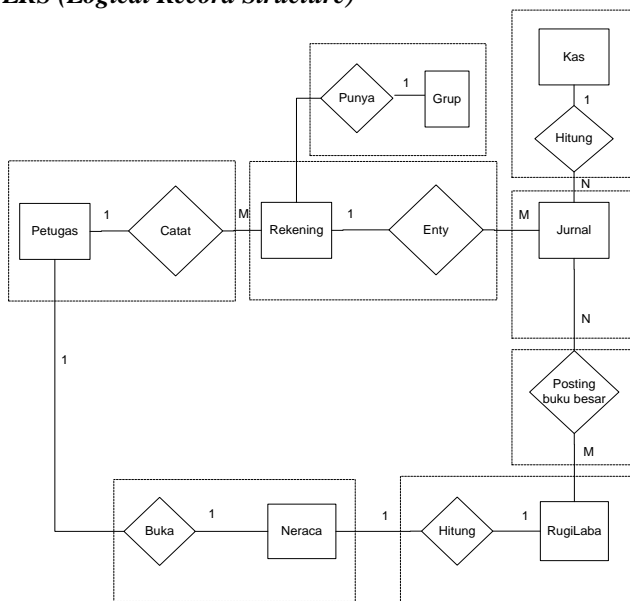 LRS (Logical Record Structure)
Kas
1
Hitung
N
Punya
1
Grup
Petugas
1
Catat
M
Rekening
1
Enty
M
Jurnal
N
1
Posting
buku besar
M
Buka
1
Neraca
1
Hitung
1
RugiLaba